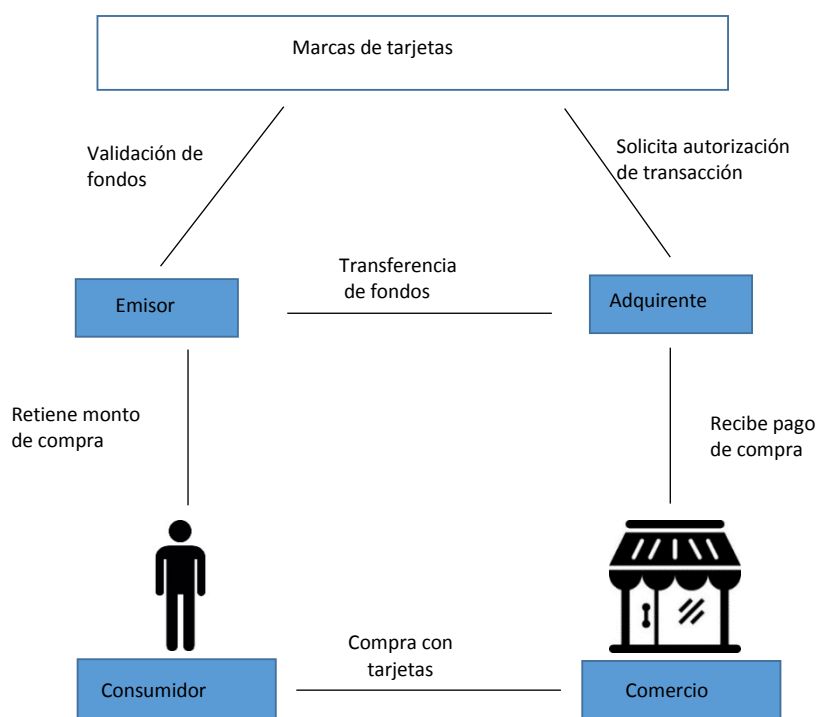 Marcas de tarjetas
Validación de
fondos
Solicita autorización
de transacción
Transferencia
de fondos
Emisor
Adquirente
Retiene monto
de compra
Recibe pago
de compra
Compra con
tarjetas
Consumidor
Comercio